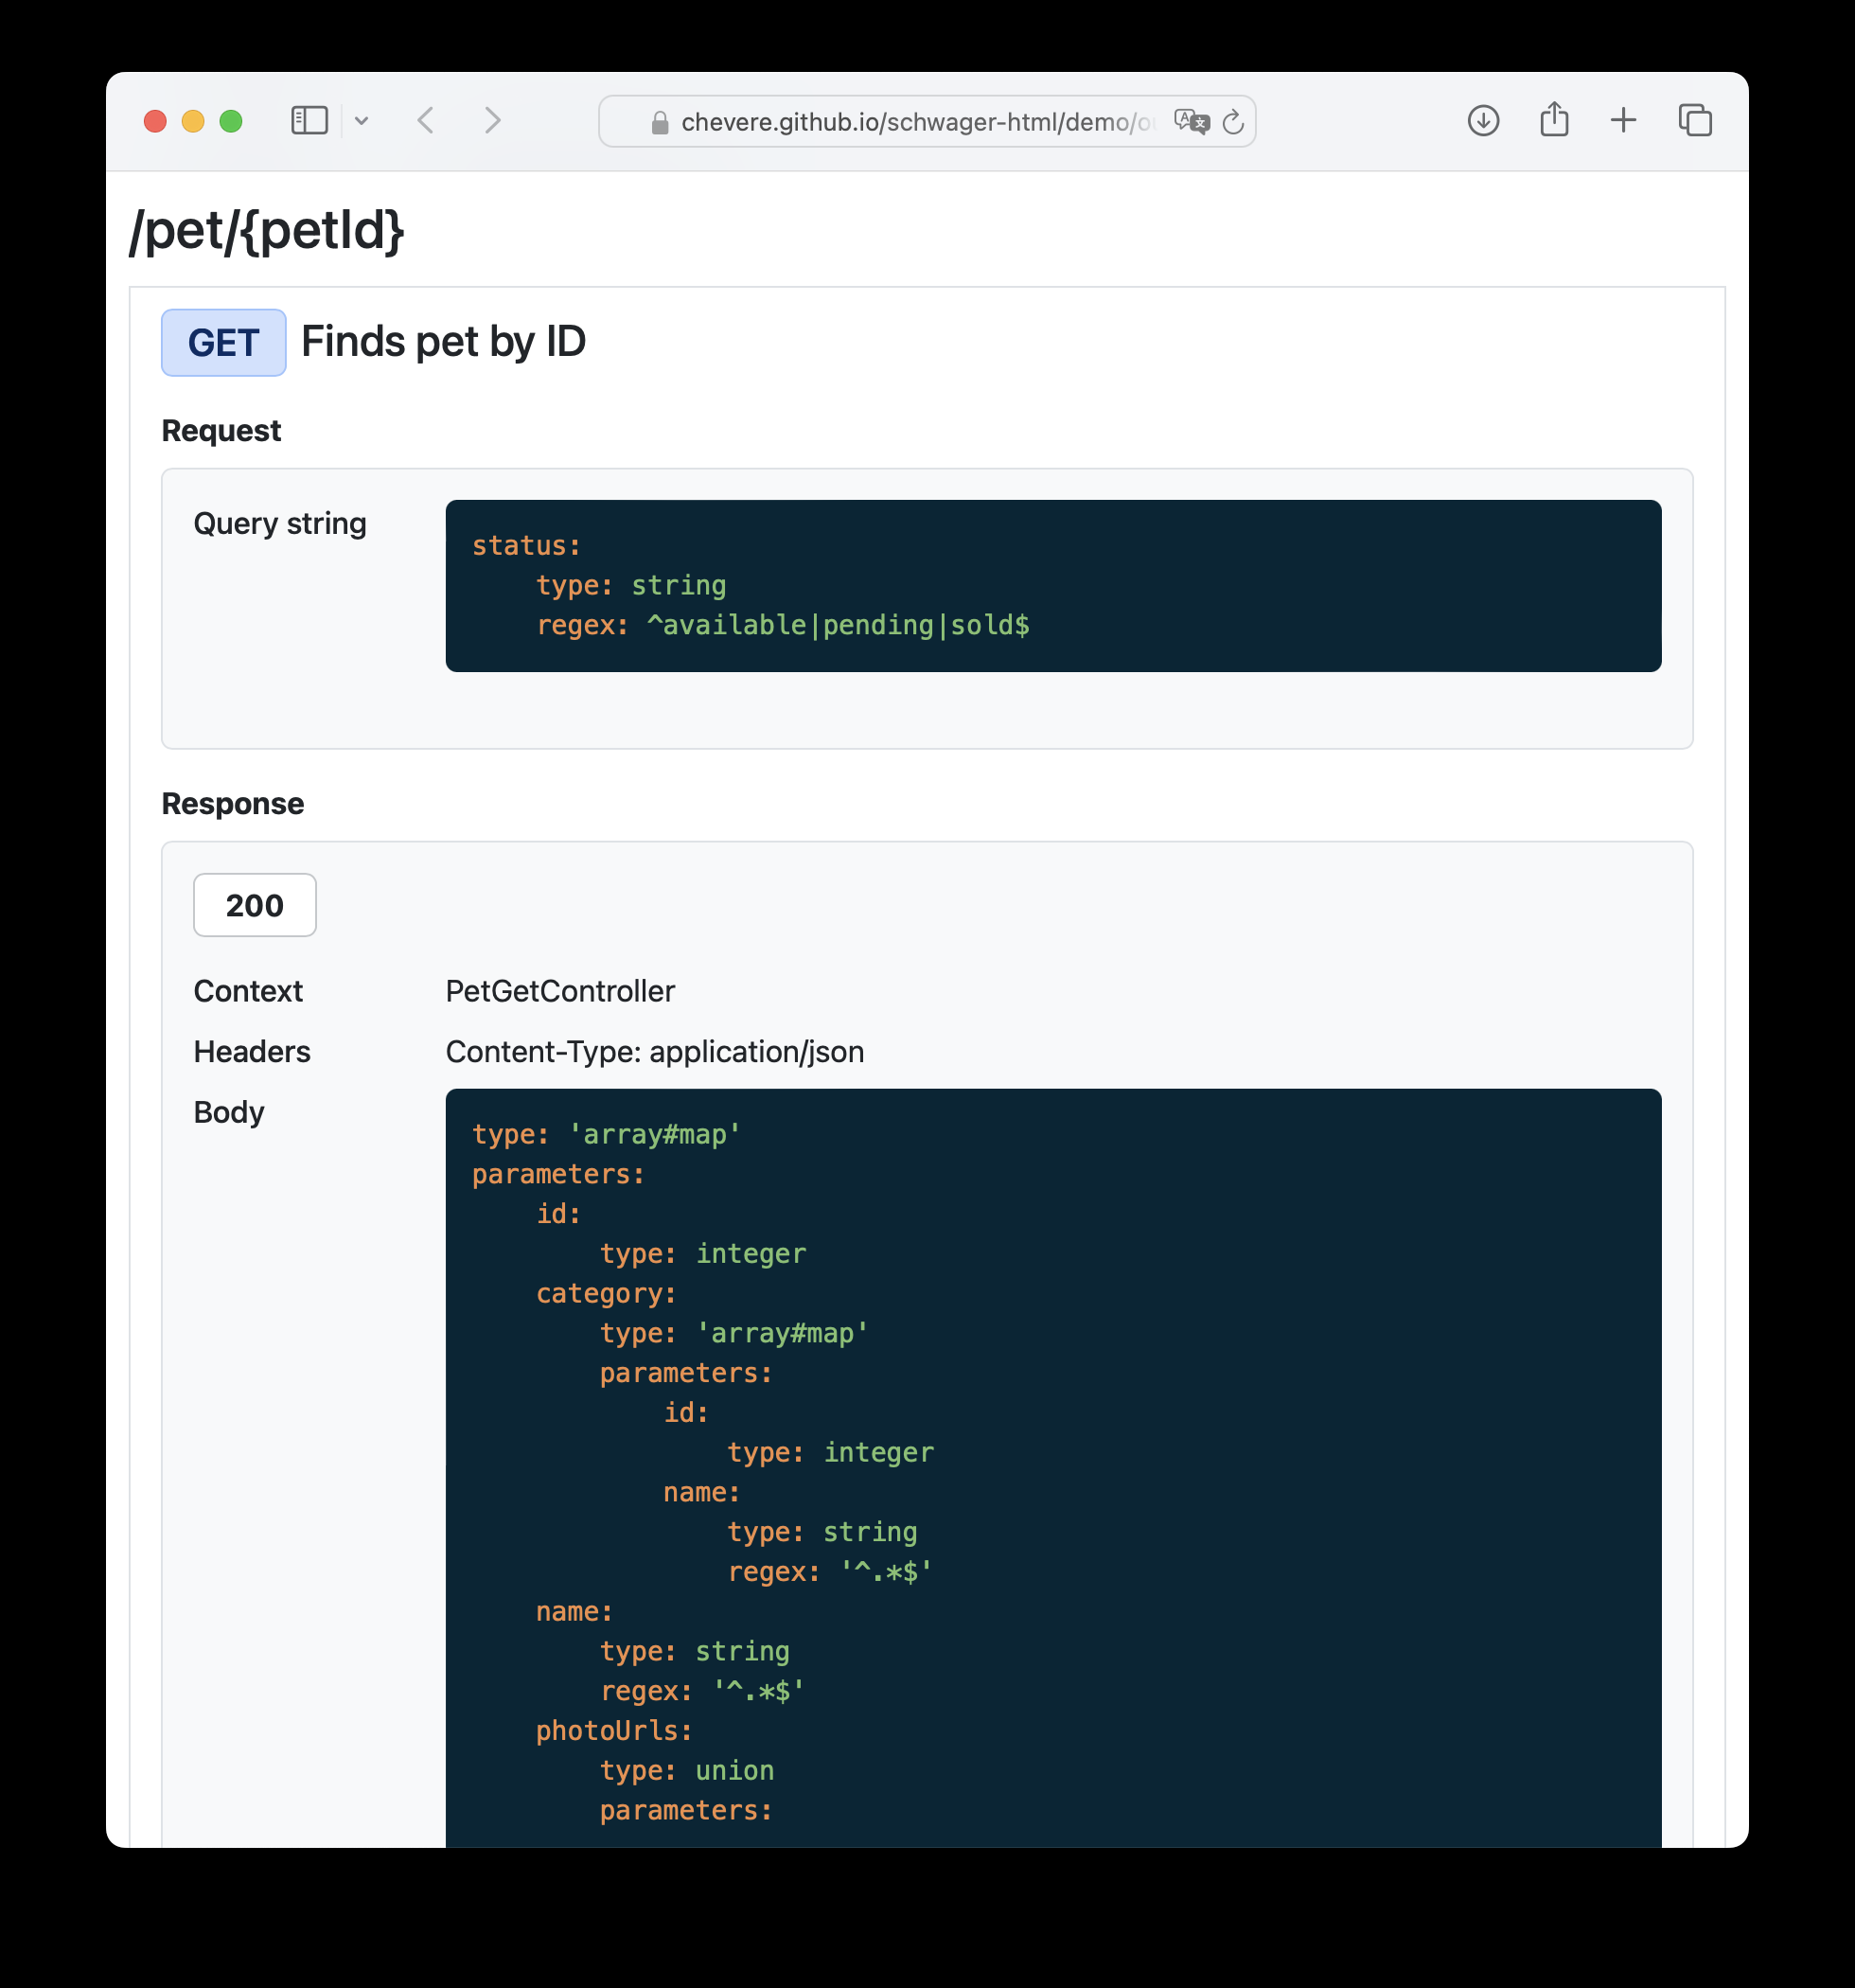 chevere.github.io/schwager-html/demo/o
/pet/{petId}
GET Finds pet by ID
Request
Query string
status:
    type: string
    regex: ^available|pending|sold$
Response
200
Context PetGetController
Headers Content-Type: application/json
Body
type: 'array#map'
parameters:
    id:
        type: integer
    category:
        type: 'array#map'
        parameters:
            id:
                type: integer
            name:
                type: string
                regex: '^.*$'
    name:
        type: string
        regex: '^.*$'
    photoUrls:
        type: union
        parameters: